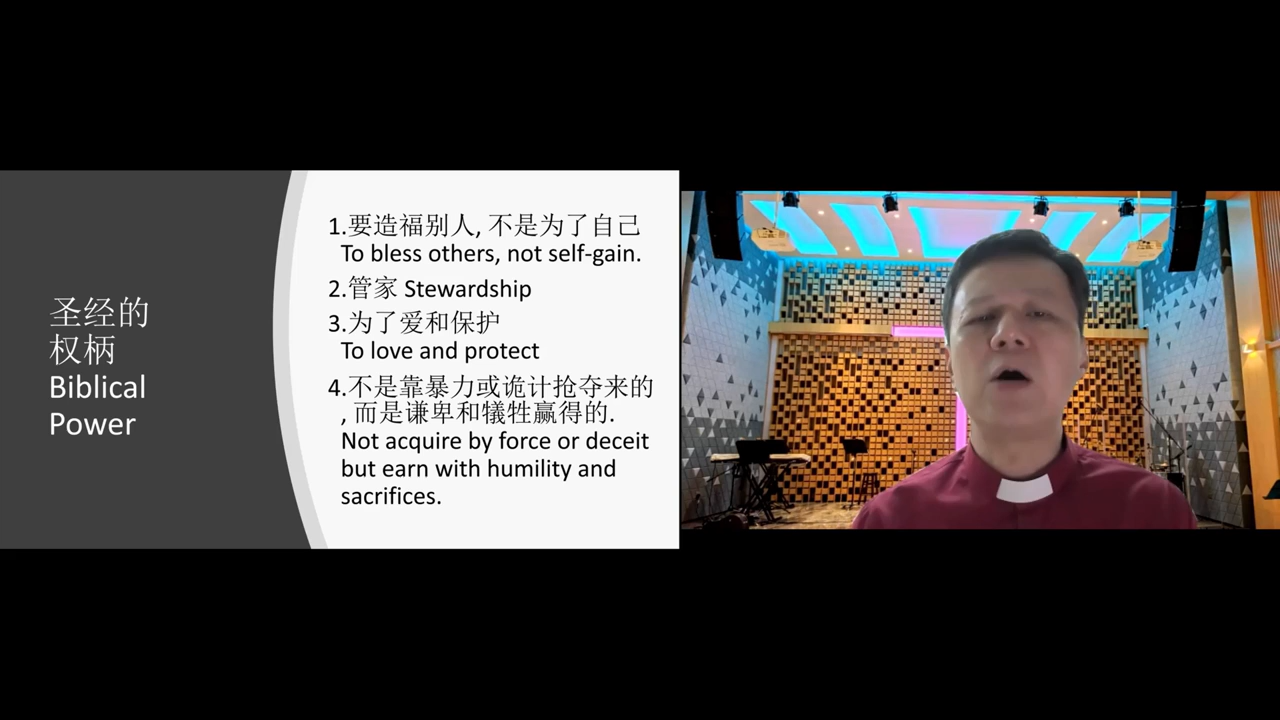 圣经的
权柄
Biblical
Power
1.要造福别人, 不是为了自己
To bless others, not self-gain.
2.管家 Stewardship
3.为了爱和保护
To love and protect
4.不是靠暴力或诡计抢夺来的
, 而是谦卑和犠牲赢得的.
Not acquire by force or deceit
but earn with humility and
sacrifices.